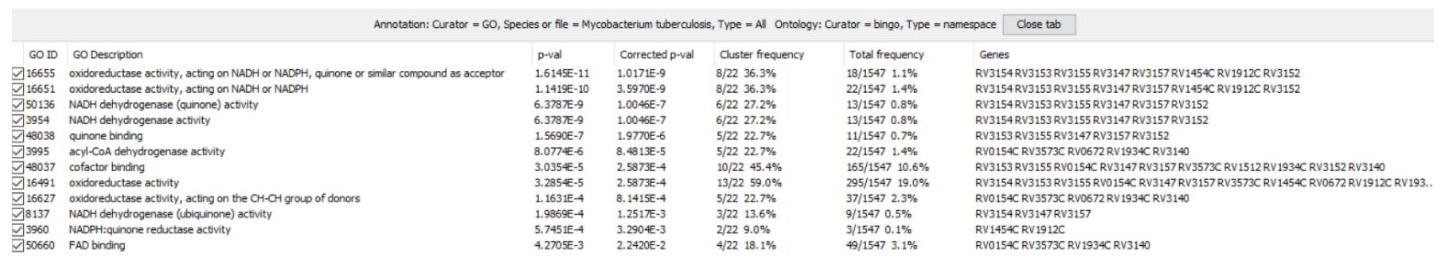 Annotation: Curator = GO, Species or file = Mycobacterium tuberculosis, Type = All Ontology: Curator = bingo, Type = namespace Close tab
GO ID GO Description p-val Corrected p-val Cluster frequency Total frequency Genes
16655 oxidoreductase activity, acting on NADH or NADPH, quinone or similar compound as acceptor 1.6145E-11 1.0171E-9 8/22 36.3% 18/1547 1.1% RV3154 RV3153 RV3155 RV3147 RV3157 RV1454C RV1912C RV3152
16651 oxidoreductase activity, acting on NADH or NADPH 1.1419E-10 3.5970E-9 8/22 36.3% 22/1547 1.4% RV3154 RV3153 RV3155 RV3147 RV3157 RV1454C RV1912C RV3152
50136 NADH dehydrogenase (quinone) activity 6.3787E-9 1.0046E-7 6/22 27.2% 13/1547 0.8% RV3154 RV3153 RV3155 RV3147 RV3157 RV3152
3954 NADH dehydrogenase activity 6.3787E-9 1.0046E-7 6/22 27.2% 13/1547 0.8% RV3154 RV3153 RV3155 RV3147 RV3157 RV3152
48038 quinone binding 1.5690E-7 1.9770E-6 5/22 22.7% 11/1547 0.7% RV3153 RV3155 RV3147 RV3157 RV3152
3995 acyl-CoA dehydrogenase activity 8.0774E-6 8.4813E-5 5/22 22.7% 22/1547 1.4% RV0154C RV3573C RV0672 RV1934C RV3140
48037 cofactor binding 3.0354E-5 2.5873E-4 10/22 45.4% 165/1547 10.6% RV3153 RV3155 RV0154C RV3147 RV3157 RV3573C RV1512 RV1934C RV3152 RV3140
16491 oxidoreductase activity 3.2854E-5 2.5873E-4 13/22 59.0% 295/1547 19.0% RV3154 RV3153 RV3155 RV0154C RV3147 RV3157 RV3573C RV1454C RV0672 RV1912C RV193...
16627 oxidoreductase activity, acting on the CH-CH group of donors 1.1631E-4 8.1415E-4 5/22 22.7% 37/1547 2.3% RV0154C RV3573C RV0672 RV1934C RV3140
8137 NADH dehydrogenase (ubiquinone) activity 1.9869E-4 1.2517E-3 3/22 13.6% 9/1547 0.5% RV3154 RV3147 RV3157
3960 NADPH:quinone reductase activity 5.7451E-4 3.2904E-3 2/22 9.0% 3/1547 0.1% RV1454C RV1912C
50660 FAD binding 4.2705E-3 2.2420E-2 4/22 18.1% 49/1547 3.1% RV0154C RV3573C RV1934C RV3140